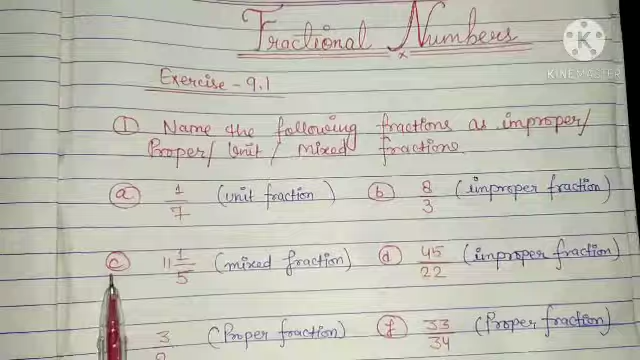 Fractional Numbers
KINEMASTER
Exercise - 9.1
① Name the following fractions as improper/
Proper/ Unit / mixed fractions
ⓐ 1/7 (unit fraction) ⓑ 8/3 (improper fraction)
ⓒ 11 1/5 (mixed fraction) ⓓ 45/22 (improper fraction)
3 (Proper fraction) ⓕ 33/34 (Proper fraction)